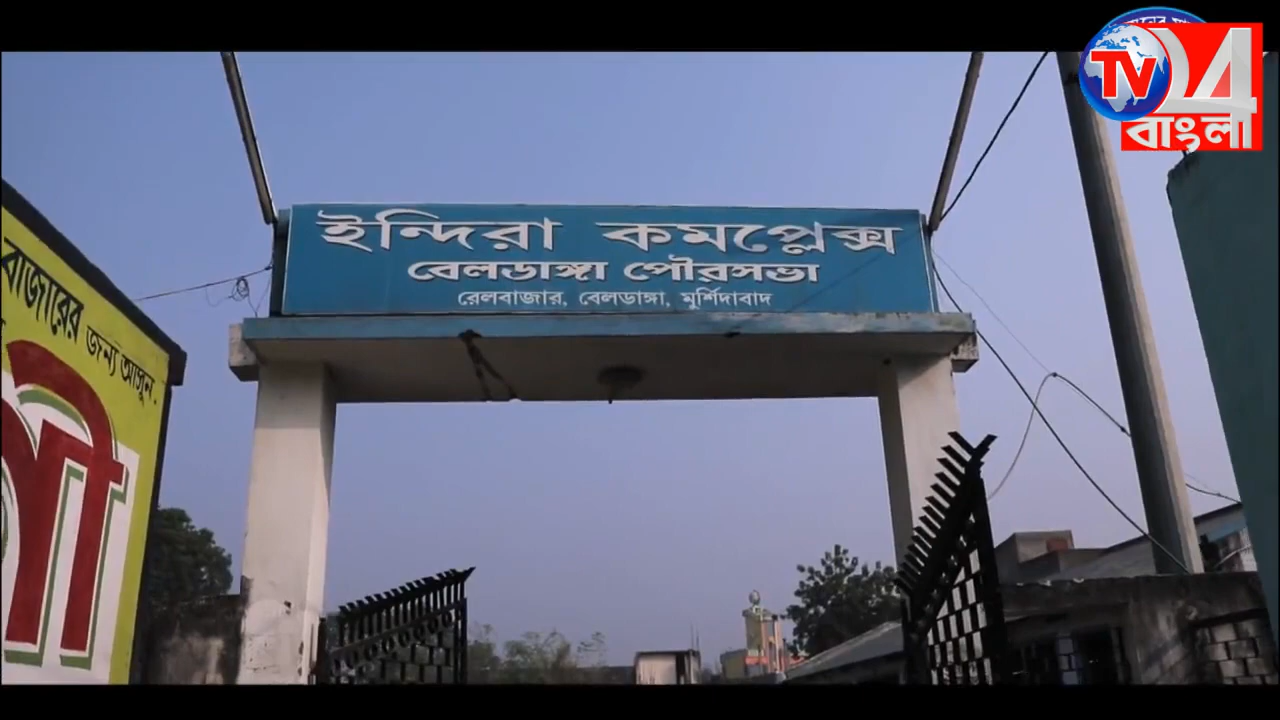 ইন্দিরা কমপ্লেক্স
বেলডাঙ্গা পৌরসভা
রেলবাজার, বেলডাঙ্গা, মুর্শিদাবাদ
বাজারের জন্য আসুন.
TV 24
বাংলা